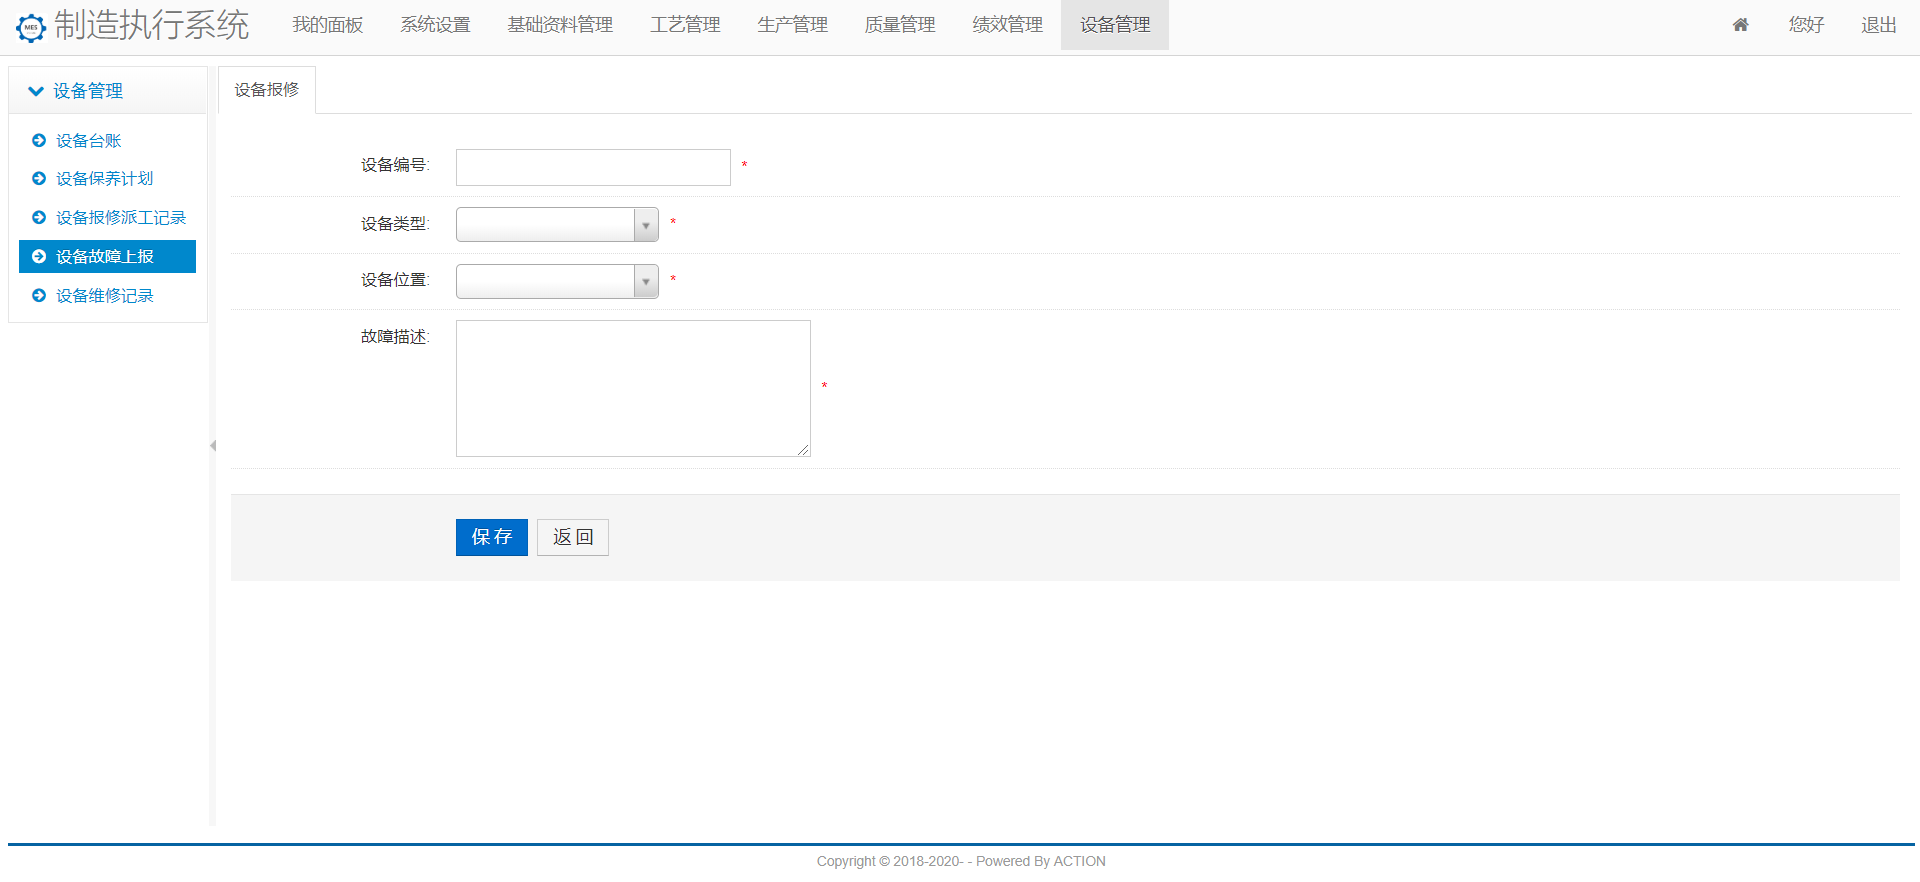 MES
制造执行系统 我的面板 系统设置 基础资料管理 工艺管理 生产管理 质量管理 绩效管理 设备管理 您好 退出
设备管理
设备台账
设备保养计划
设备报修派工记录
设备故障上报
设备维修记录
设备报修
设备编号: *
设备类型: *
设备位置: *
故障描述: *
保存 返回
Copyright © 2018-2020- - Powered By ACTION